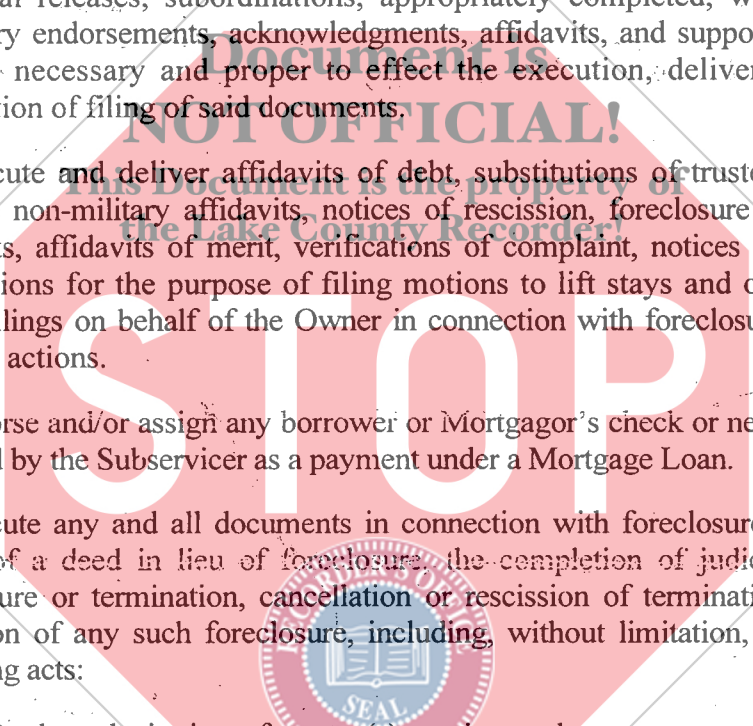 al releases, subordinations, appropriately completed, w
ry endorsements, acknowledgments, affidavits, and suppo
Document is
necessary and proper to effect the execution, deliver
tion of filing of said documents.
NOT OFFICIAL!
cute and deliver affidavits of debt, substitutions of truste
This Document is the property of
non-military affidavits, notices of rescission, foreclosure
the Lake County Recorder!
ts, affidavits of merit, verifications of complaint, notices
tions for the purpose of filing motions to lift stays and o
lings on behalf of the Owner in connection with foreclosu
actions.
STOP
orse and/or assign any borrower or Mortgagor's check or ne
d by the Subservicer as a payment under a Mortgage Loan.
cute any and all documents in connection with foreclosure
of a deed in lieu of foreclosure, the completion of judic
ure or termination, cancellation or rescission of terminati
on of any such foreclosure, including, without limitation,
ng acts:
RECORDER'S OFFICE
SEAL